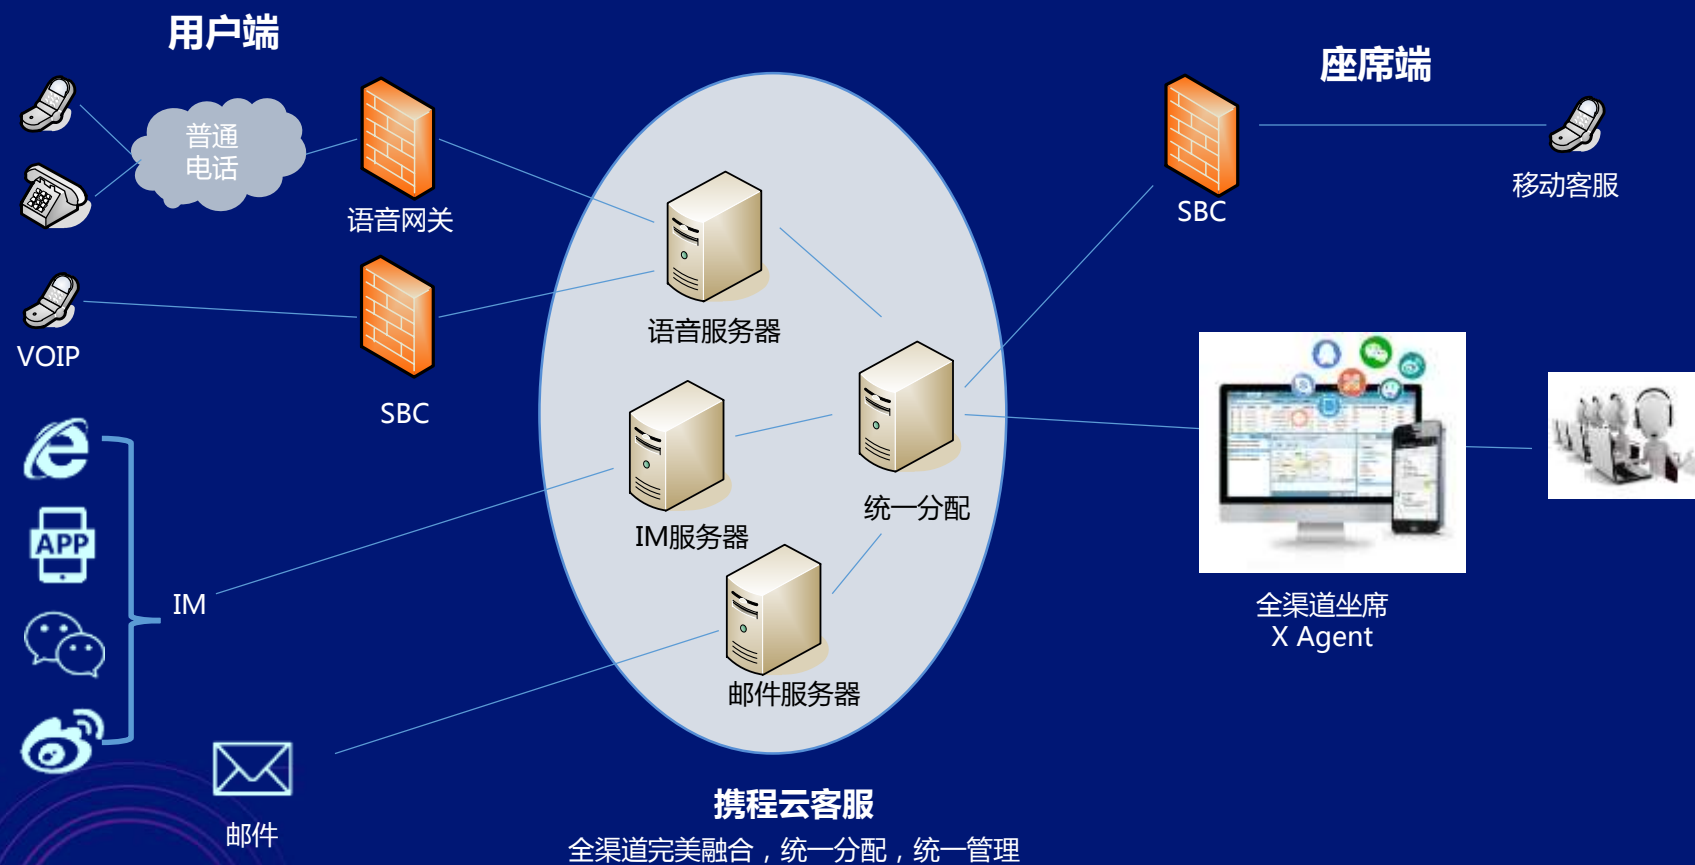 用户端
座席端
普通
电话
语音网关
SBC
移动客服
语音服务器
VOIP
SBC
统一分配
IM服务器
APP
IM
全渠道坐席
X Agent
邮件服务器
邮件
携程云客服
全渠道完美融合，统一分配，统一管理